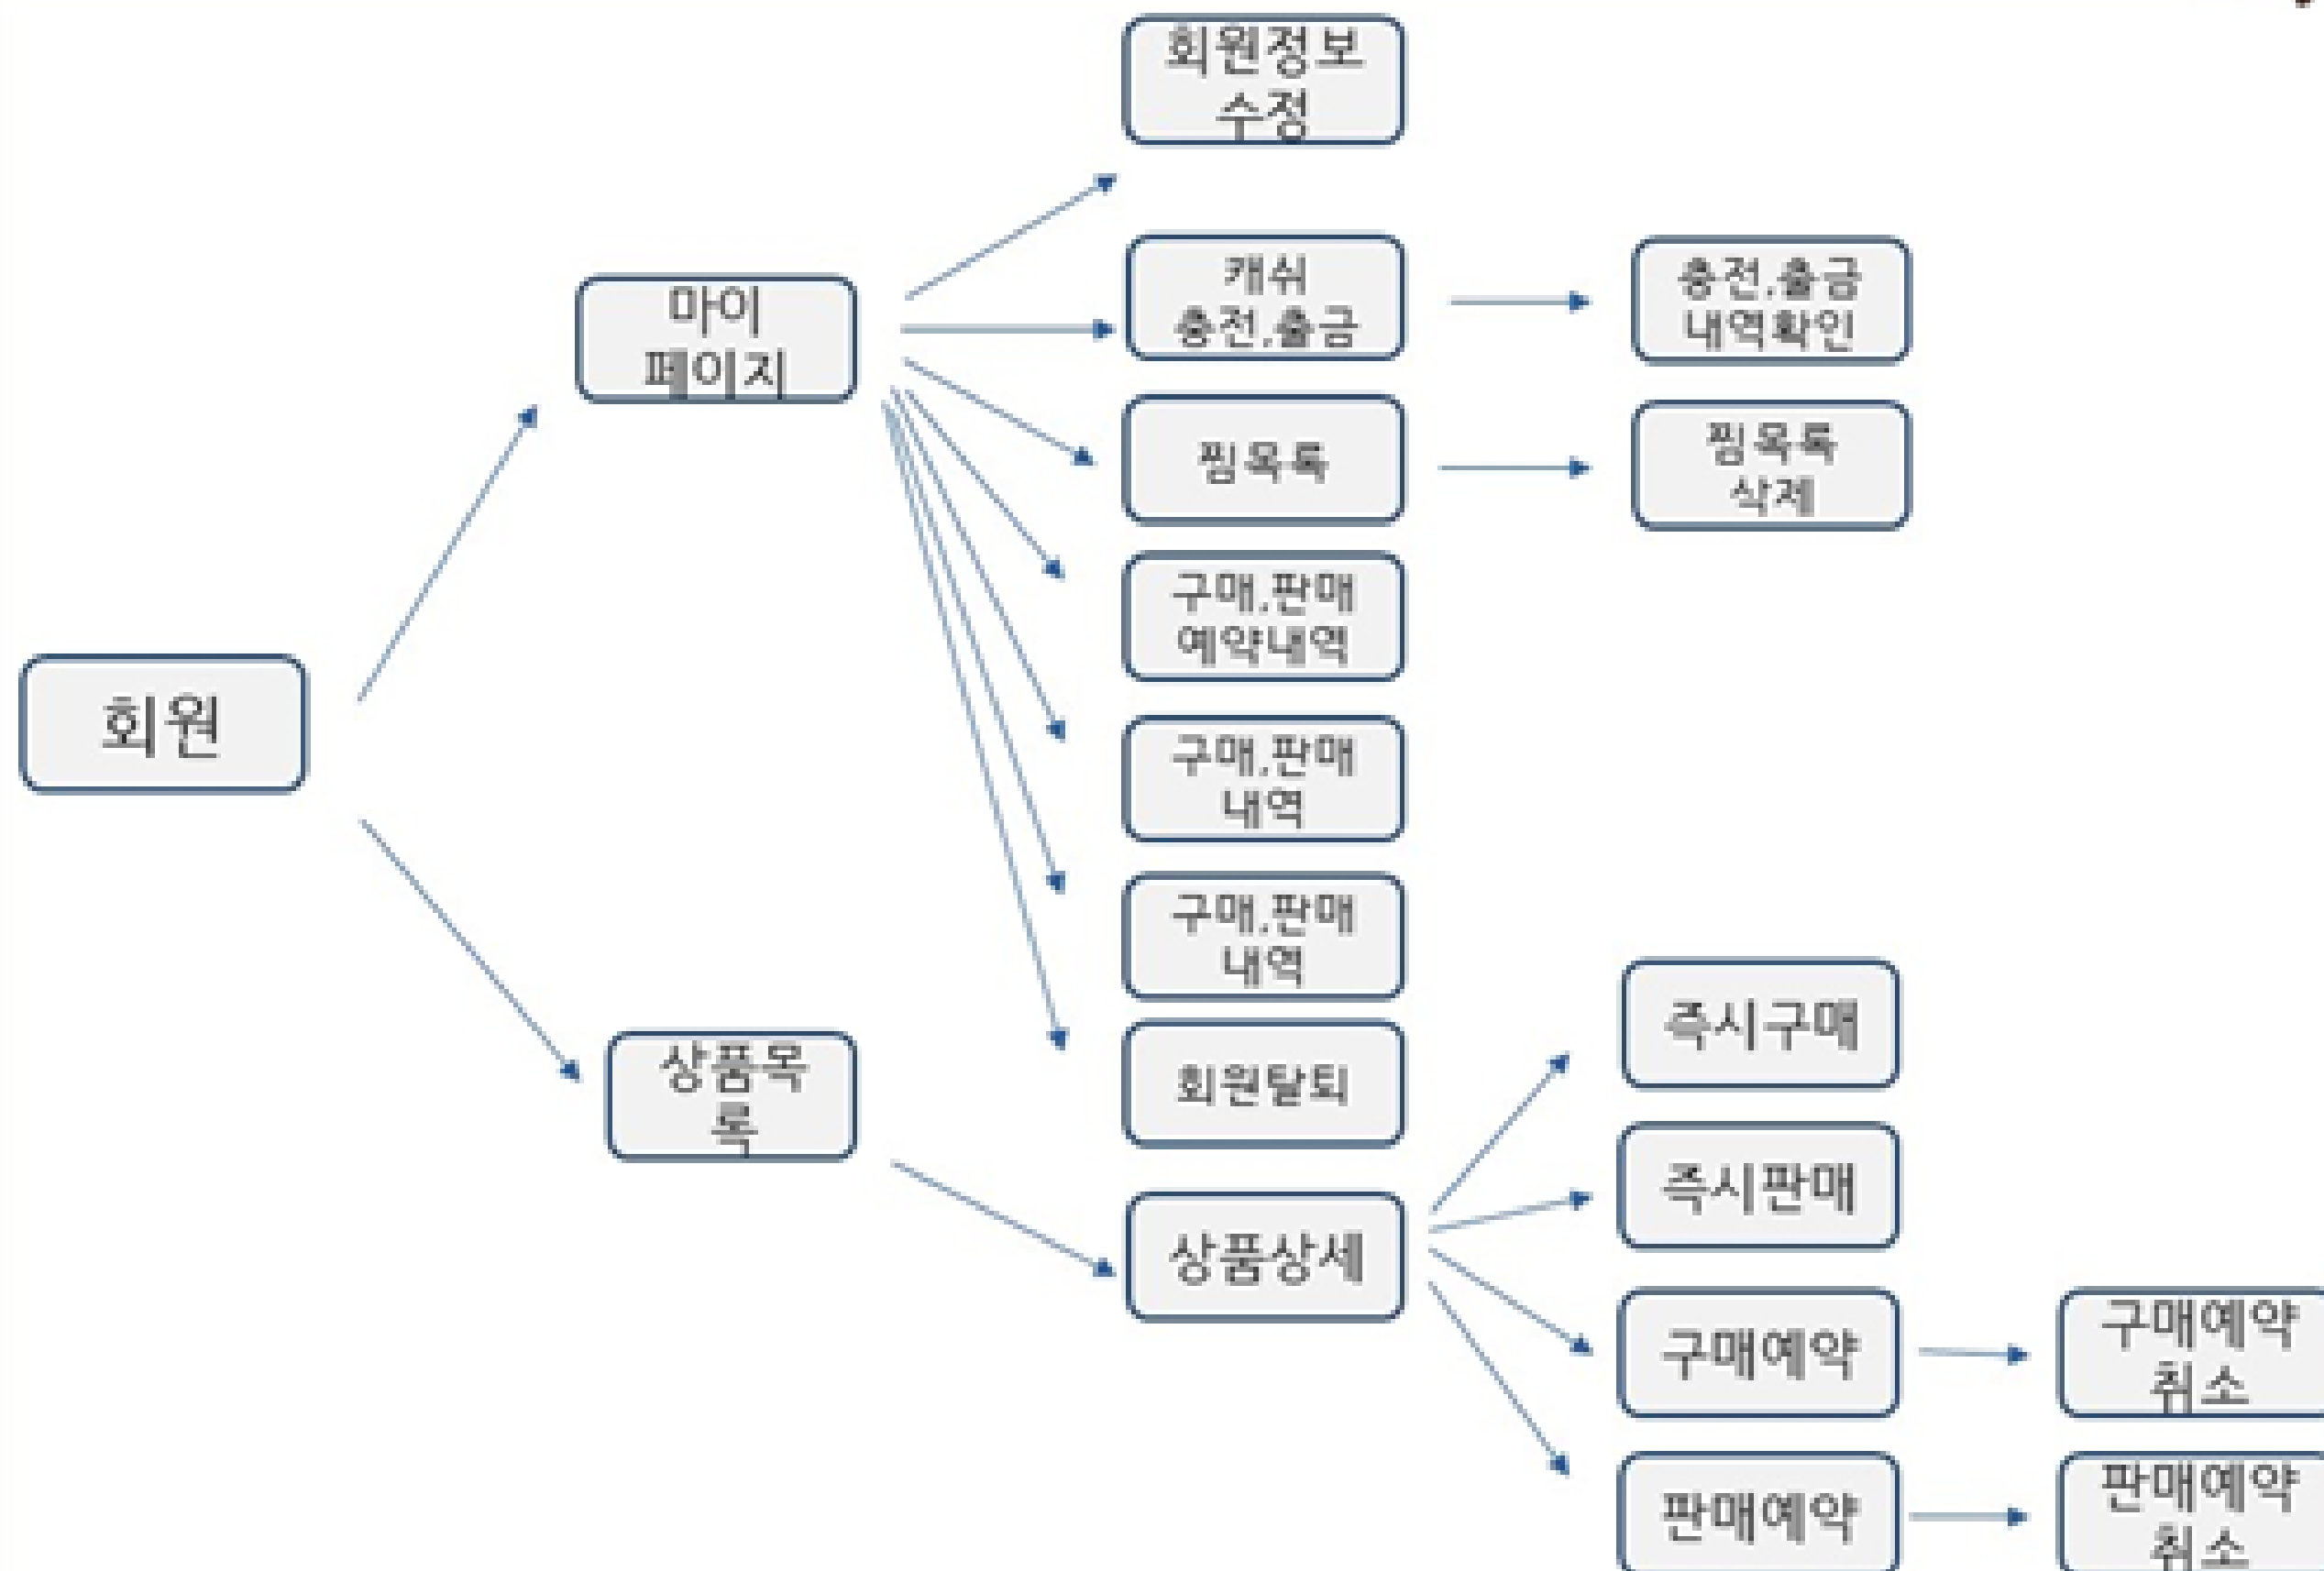 회원정보
수정
마이
페이지
캐쉬
충전.출금
충전.출금
내역확인
찜목록
찜목록
삭제
구매.판매
예약내역
회원
구매.판매
내역
구매.판매
내역
상품목
록
회원탈퇴
즉시구매
즉시판매
상품상세
구매예약
구매예약
취소
판매예약
판매예약
취소